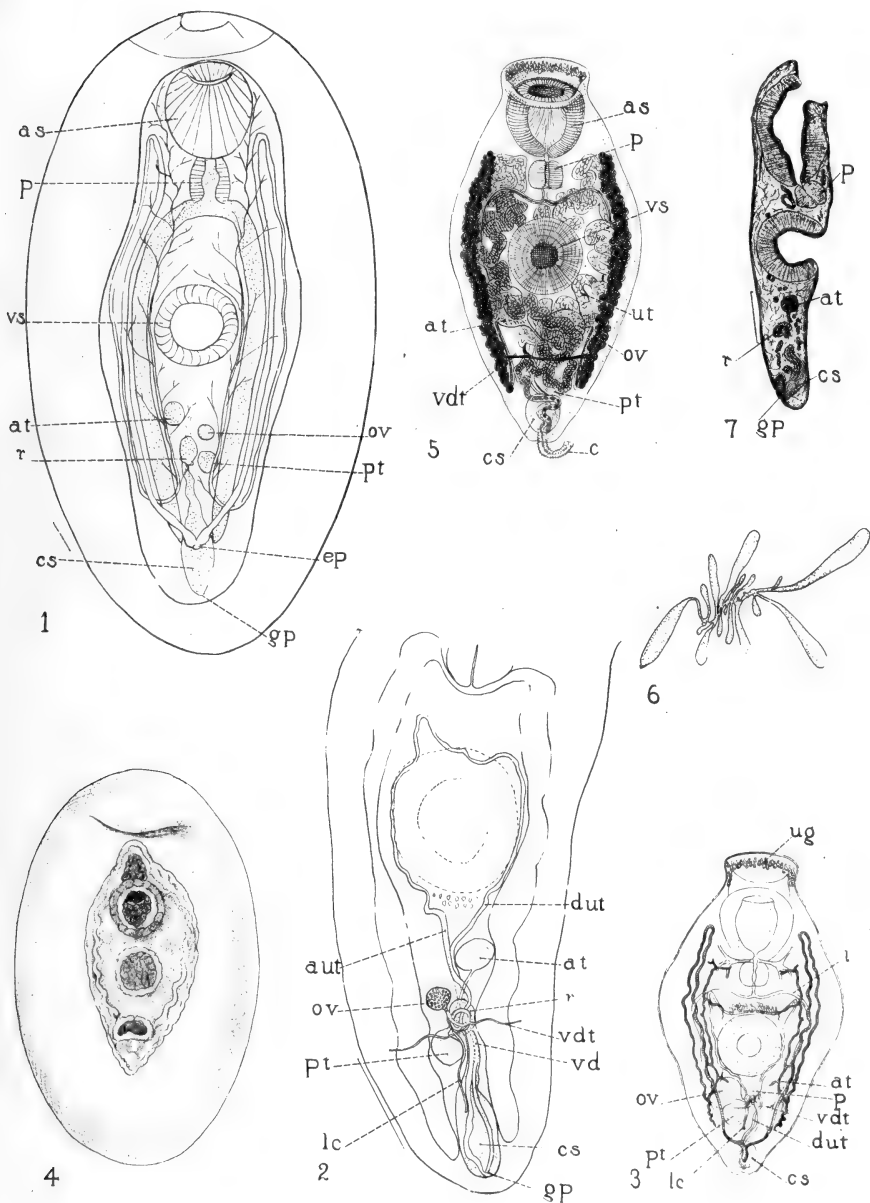 as
p
vs
at
ov
r
pt
ep
cs
gp
1
as
p
vs
at
ut
ov
vdt
pt
cs
c
5
p
at
r
cs
gp
7
6
4
dut
aut
at
ov
r
vdt
pt
vd
lc
cs
gp
2
ug
l
at
ov
p
vdt
pt
dut
lc
cs
3